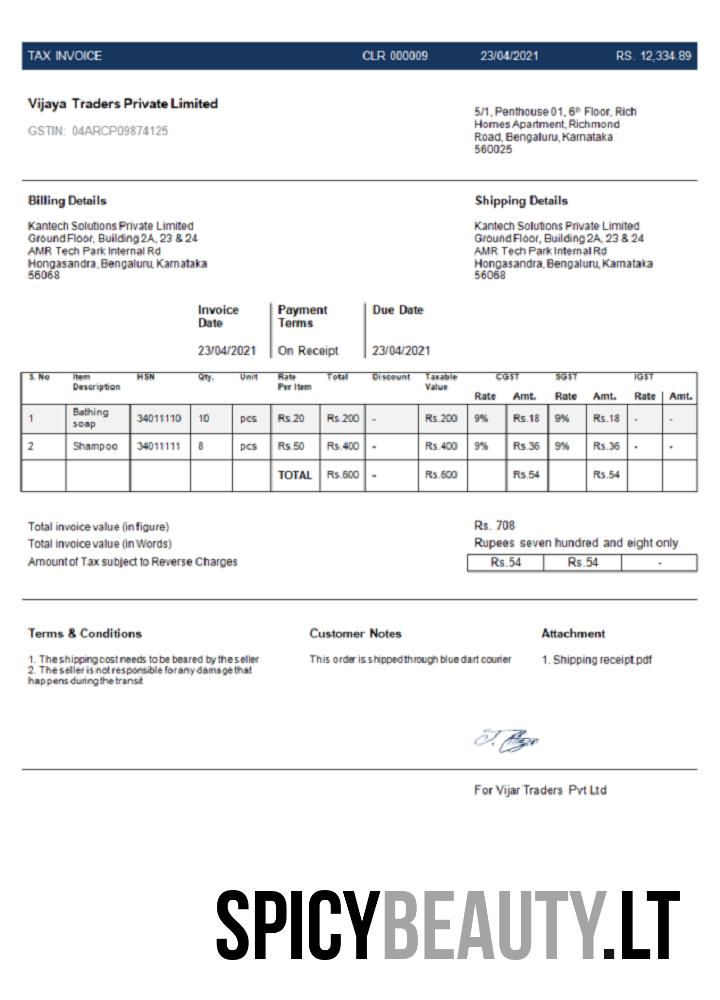 TAX INVOICE CLR 000009 23/04/2021 RS. 12,334.89
Vijaya Traders Private Limited
GSTIN: 04ARCP09874125
5/1, Penthouse 01, 6th Floor, Rich
Homes Apartment, Richmond
Road, Bengaluru, Karnataka
560025
Billing Details
Kantech Solutions Private Limited
Ground Floor, Building 2A, 23 & 24
AMR Tech Park Internal Rd
Hongasandra, Bengaluru, Karnataka
56068
Shipping Details
Kantech Solutions Private Limited
Ground Floor, Building 2A, 23 & 24
AMR Tech Park Internal Rd
Hongasandra, Bengaluru, Karnataka
56068
Invoice Date
23/04/2021
Payment Terms
On Receipt
Due Date
23/04/2021
S. No Item Description HSN Qty. Unit Rate Per Item Total Discount Taxable Value CGST SGST IGST
Rate Amt. Rate Amt. Rate Amt.
1 Bathing soap 34011110 10 pcs Rs.20 Rs.200 - Rs.200 9% Rs.18 9% Rs.18 - -
2 Shampoo 34011111 8 pcs Rs.50 Rs.400 - Rs.400 9% Rs.36 9% Rs.36 - -
TOTAL Rs.600 - Rs.600 Rs.54 Rs.54
Total invoice value (in figure) Rs. 708
Total invoice value (in Words) Rupees seven hundred and eight only
Amount of Tax subject to Reverse Charges Rs.54 Rs.54 -
Terms & Conditions
1. The shipping cost needs to be beared by the seller
2. The seller is not responsible for any damage that
happens during the transit
Customer Notes
This order is shipped through blue dart courier
Attachment
1. Shipping receipt.pdf
For Vijar Traders Pvt Ltd
SPICYBEAUTY.LT